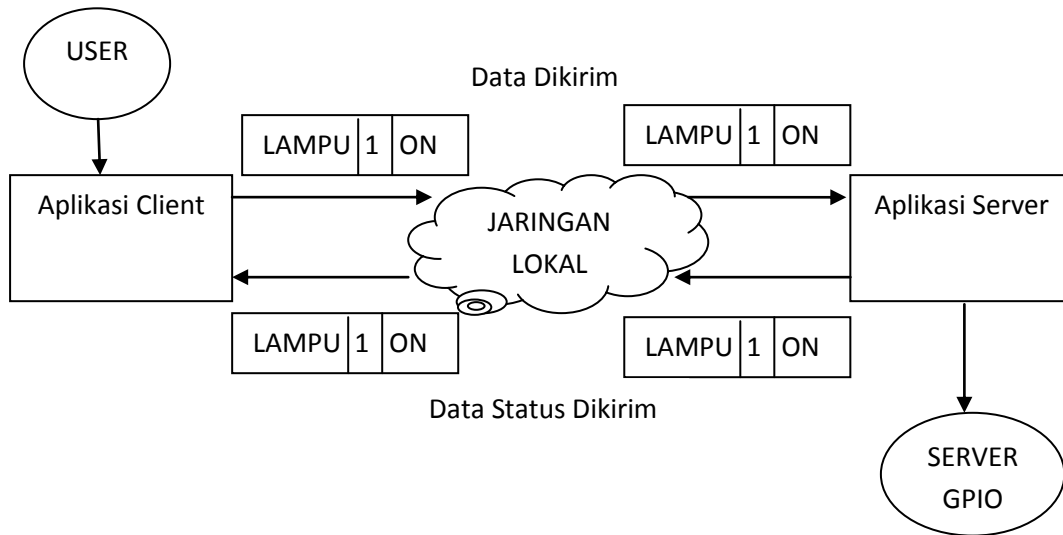 USER
Data Dikirim
LAMPU 1 ON
LAMPU 1 ON
Aplikasi Client
JARINGAN
LOKAL
Aplikasi Server
LAMPU 1 ON
LAMPU 1 ON
Data Status Dikirim
SERVER
GPIO